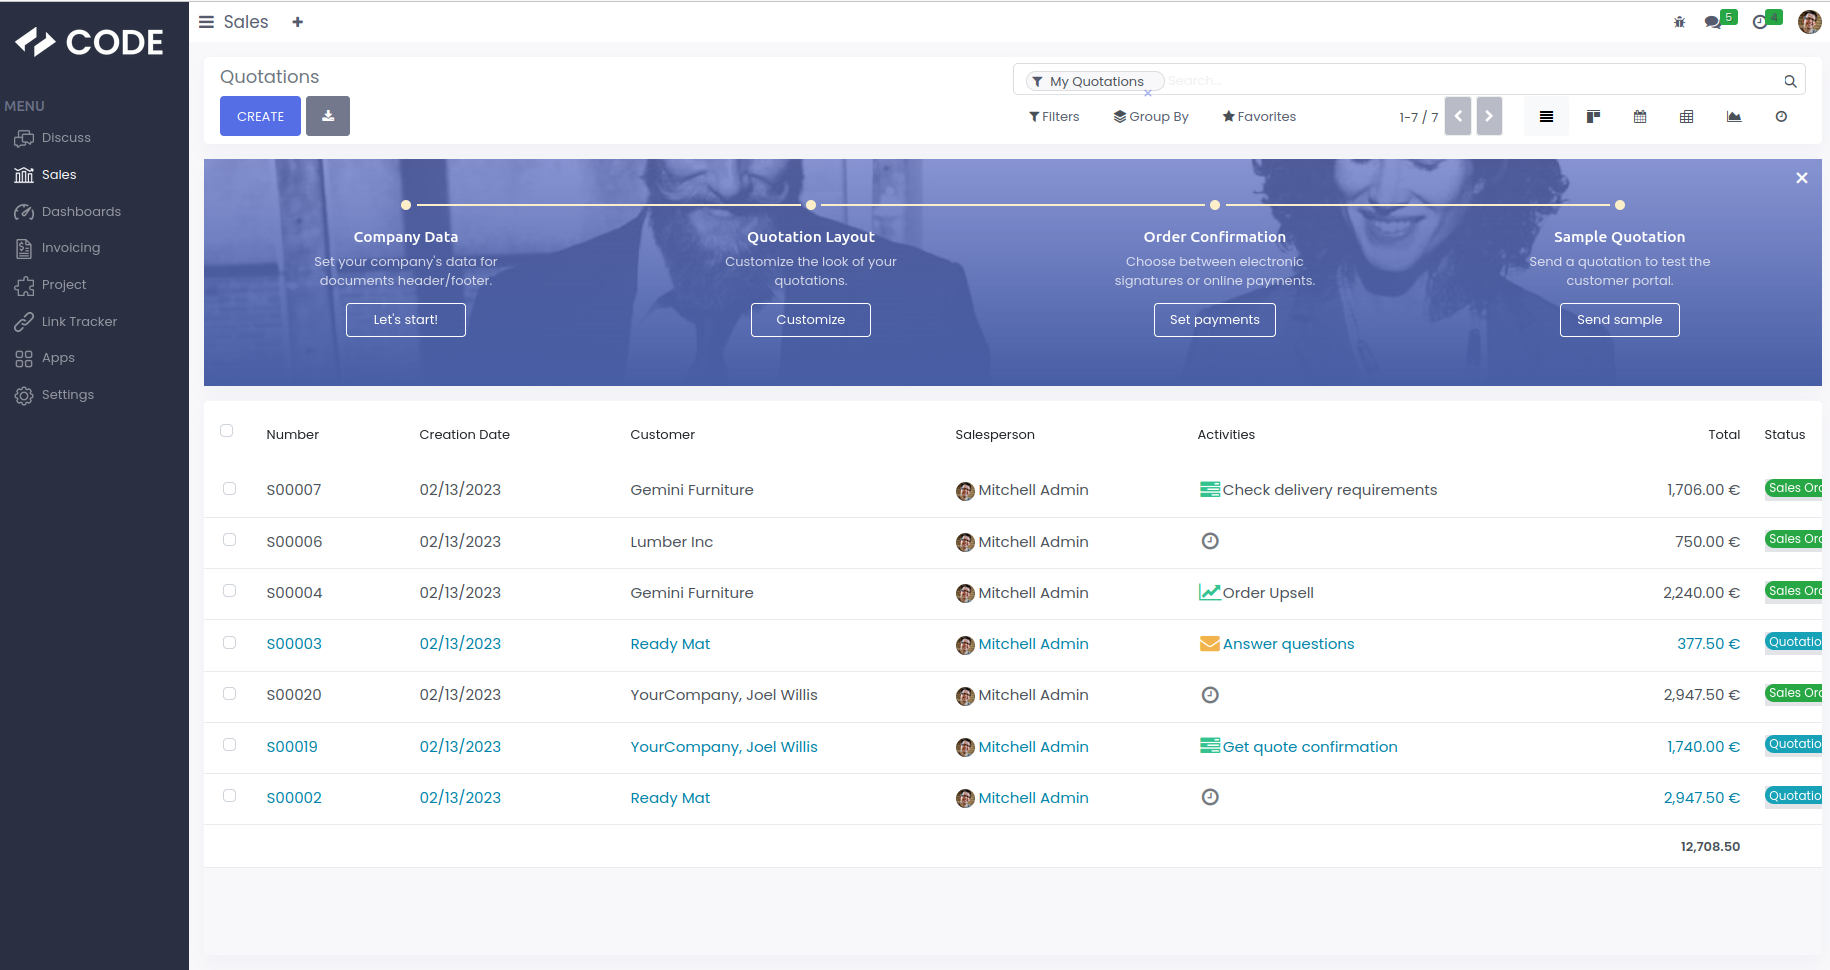 CODE
MENU
Discuss
Sales
Dashboards
Invoicing
Project
Link Tracker
Apps
Settings
Sales +
5
4
Quotations
CREATE
My Quotations × Search...
Filters Group By Favorites
1-7 / 7
×
Company Data
Set your company's data for
documents header/footer.
Let's start!
Quotation Layout
Customize the look of your
quotations.
Customize
Order Confirmation
Choose between electronic
signatures or online payments.
Set payments
Sample Quotation
Send a quotation to test the
customer portal.
Send sample
Number Creation Date Customer Salesperson Activities Total Status
S00007 02/13/2023 Gemini Furniture Mitchell Admin Check delivery requirements 1,706.00 € Sales Ord
S00006 02/13/2023 Lumber Inc Mitchell Admin 750.00 € Sales Ord
S00004 02/13/2023 Gemini Furniture Mitchell Admin Order Upsell 2,240.00 € Sales Ord
S00003 02/13/2023 Ready Mat Mitchell Admin Answer questions 377.50 € Quotatio
S00020 02/13/2023 YourCompany, Joel Willis Mitchell Admin 2,947.50 € Sales Ord
S00019 02/13/2023 YourCompany, Joel Willis Mitchell Admin Get quote confirmation 1,740.00 € Quotatio
S00002 02/13/2023 Ready Mat Mitchell Admin 2,947.50 € Quotatio
12,708.50